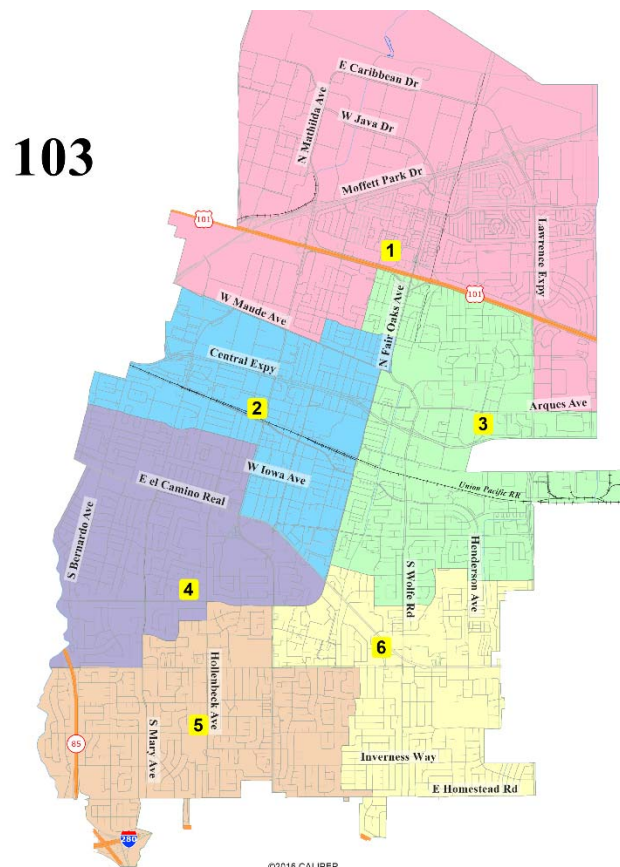 103
E Caribbean Dr
N Mathilda Ave
W Java Dr
Moffett Park Dr
101
Lawrence Expy
1
101
W Maude Ave
N Fair Oaks Ave
Central Expy
2
Arques Ave
3
W Iowa Ave
Union Pacific RR
E el Camino Real
S Bernardo Ave
Henderson Ave
S Wolfe Rd
4
6
Hollenbeck Ave
5
S Mary Ave
85
Inverness Way
E Homestead Rd
280
©2016 CALIPER